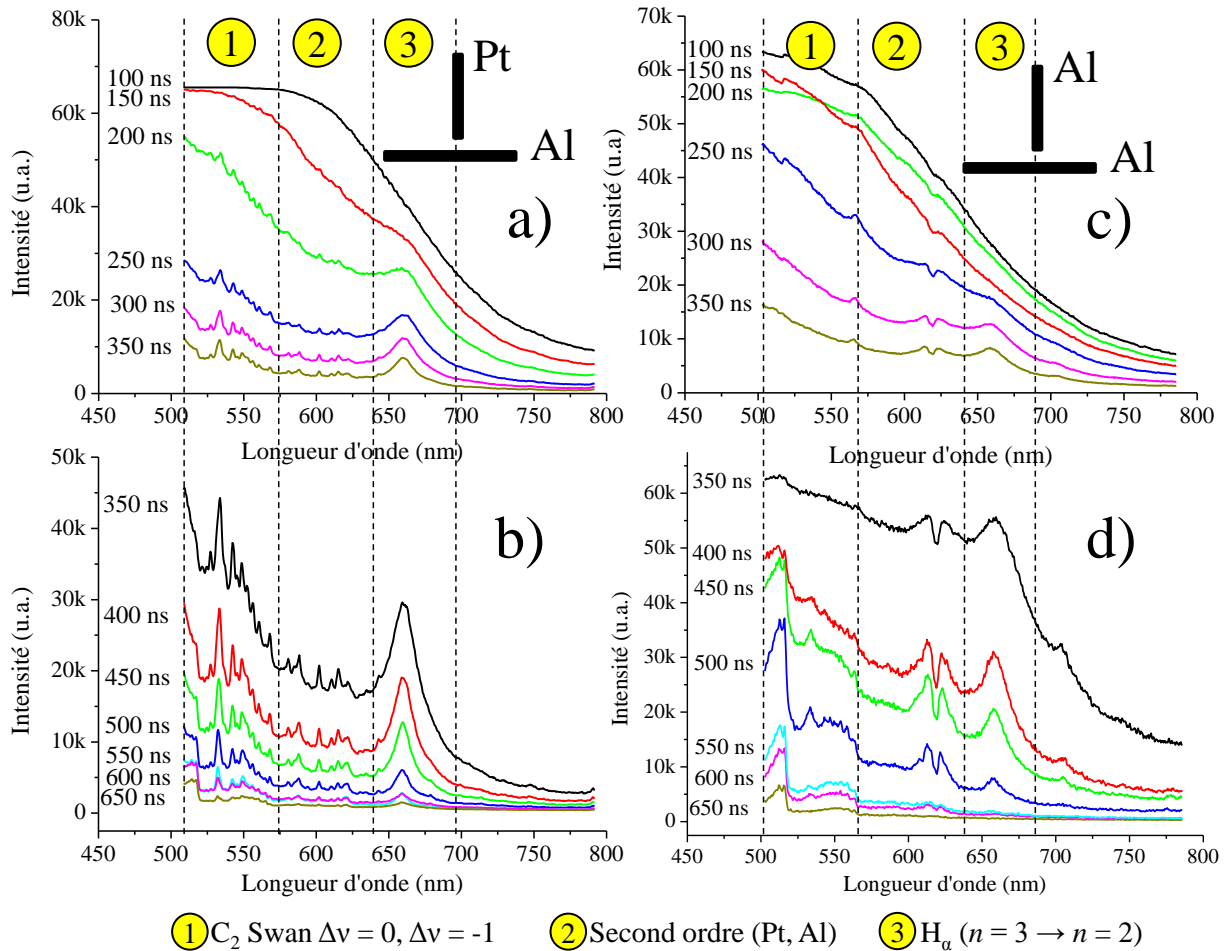 80k
60k
40k
20k
0
Intensité (u.a.)
100 ns
150 ns
200 ns
250 ns
300 ns
350 ns
1
2
3
Pt
Al
a)
450 500 550 600 650 700 750 800
Longueur d'onde (nm)
70k
60k
50k
40k
30k
20k
10k
0
Intensité (u.a)
100 ns
150 ns
200 ns
250 ns
300 ns
350 ns
1
2
3
Al
Al
c)
450 500 550 600 650 700 750 800
Longueur d'onde (nm)
50k
40k
30k
20k
10k
0
Intensité (u.a.)
350 ns
400 ns
450 ns
500 ns
550 ns
600 ns
650 ns
b)
450 500 550 600 650 700 750 800
Longueur d'onde (nm)
60k
50k
40k
30k
20k
10k
0
Intensité (u.a.)
350 ns
400 ns
450 ns
500 ns
550 ns
600 ns
650 ns
d)
450 500 550 600 650 700 750 800
Longueur d'onde (nm)
1 C₂ Swan Δν = 0, Δν = -1 2 Second ordre (Pt, Al) 3 Hα (n = 3 → n = 2)